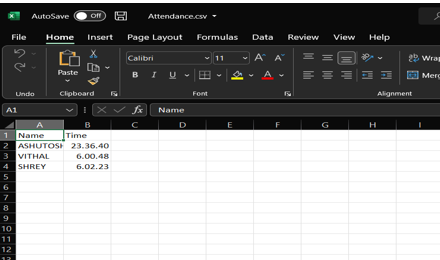 AutoSave Off Attendance.csv
File Home Insert Page Layout Formulas Data Review View Help
Calibri 11 A^ Aˇ Wrap
Paste B I U A Merg
Undo Clipboard Font Alignment
A1 fx Name
A B C D E F G H I
1 Name Time
2 ASHUTOSH 23.36.40
3 VITHAL 6.00.48
4 SHREY 6.02.23
5
6
7
8
9
10
11
12
13